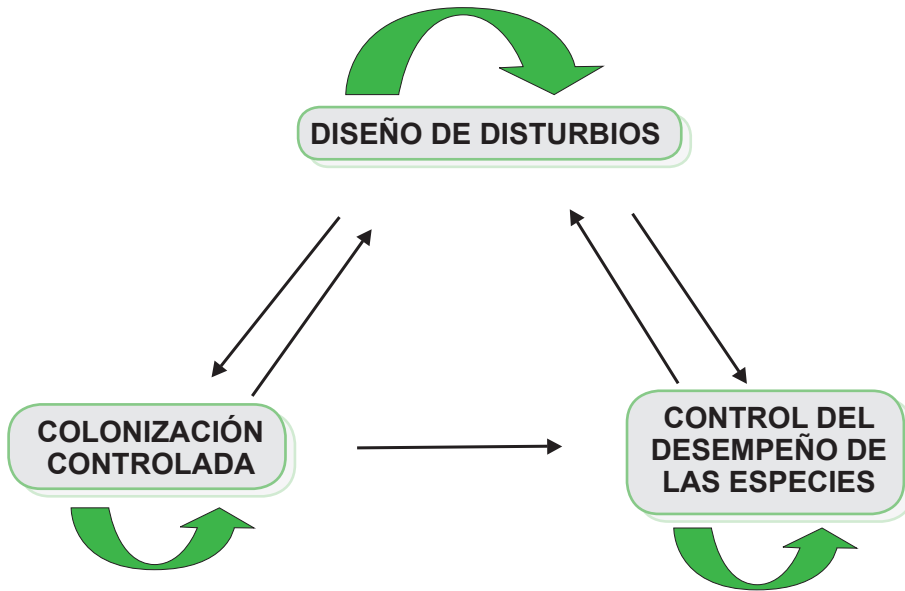 DISEÑO DE DISTURBIOS
COLONIZACIÓN
CONTROLADA
CONTROL DEL
DESEMPEÑO DE
LAS ESPECIES